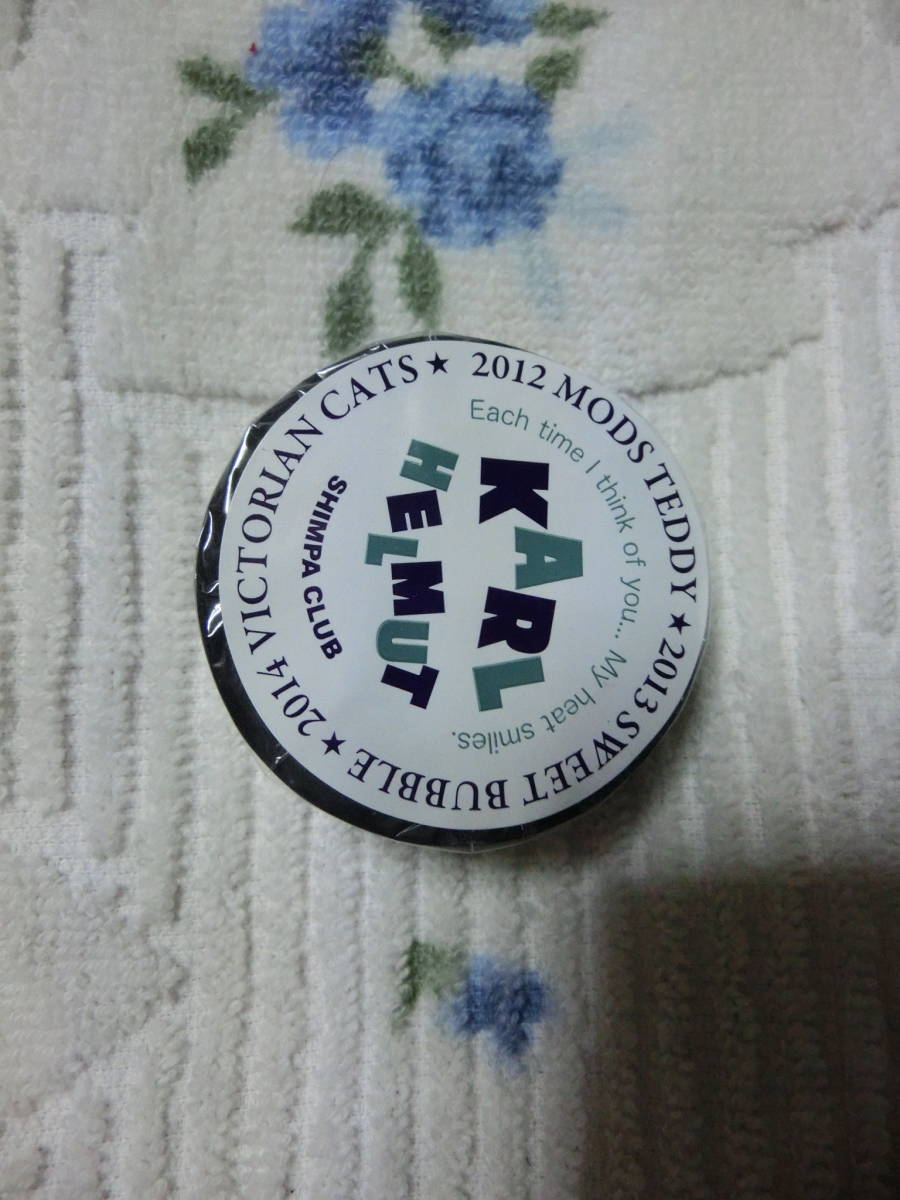 2012 MODS TEDDY ★ 2013 SWEET BUBBLE ★ 2014 VICTORIAN CATS ★
Each time I think of you... My heat smiles.
KARL
HELMUT
SHIMPA CLUB